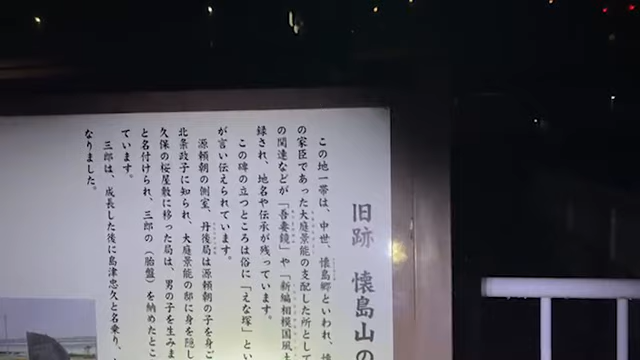 旧跡 懐島山の
この地一帯は、中世、懐島郷といわれ、
の家臣であった大庭景能の支配した所として
の関連などが「吾妻鏡」や「新編相模国風土
録され、地名や伝承が残っています。
この碑の立つところは俗に「えな塚」とい
が言い伝えられています。
源頼朝の側室、丹後局は源頼朝の子を身ご
北条政子に知られ、大庭景能の邸に身を隠し
久保の桜屋敷に移った局は、男の子を生みま
と名付けられ、三郎の（胎盤）を納めたとこ
ています。
三郎は、成長した後に島津忠久と名乗り、
なりました。